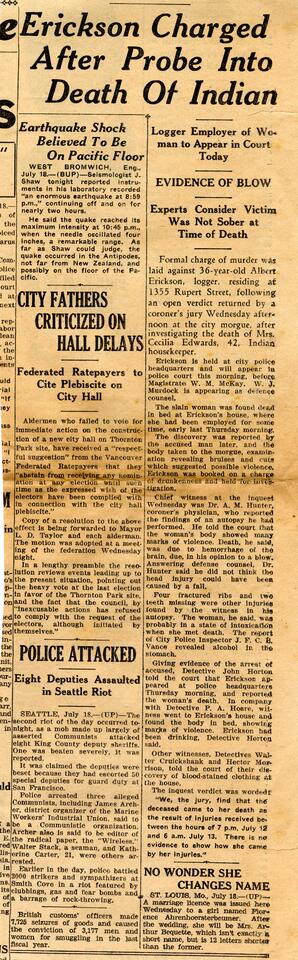 Erickson Charged
After Probe Into
Death Of Indian
Earthquake Shock
Believed To Be
On Pacific Floor
WEST BROMWICH, Eng.,
July 18.—(BUP)—Seismologist J.
Shaw tonight reported instru-
ments in his laboratory recorded
"an enormous earthquake at 8:59
p.m.," continuing off and on for
nearly two hours.
He said the quake reached its
maximum intensity at 10:45 p.m.,
when the needle oscillated four
inches, a remarkable range. As
far as Shaw could judge, the
quake occurred in the Antipodes,
not far from New Zealand, and
possibly on the floor of the Pa-
cific.
CITY FATHERS
CRITICIZED ON
HALL DELAYS
Federated Ratepayers to
Cite Plebiscite on
City Hall
Aldermen who failed to vote for
immediate action on the construc-
tion of a new city hall on Thornton
Park site, have received a "respect-
ful suggestion" from the Vancouver
Federated Ratepayers that they
"abstain from receiving any nomin-
ation at any election until such
time as the expressed wish of the
electors have been complied with
in connection with the city hall
plebiscite."
Copy of a resolution to the above
effect is being forwarded to Mayor
L. D. Taylor and each alderman.
The motion was adopted at a meet-
ing of the federation Wednesday
night.
In a lengthy preamble the reso-
lution reviews events leading up to
the present situation, pointing out
the heavy vote at the last election
in favor of the Thornton Park site,
and the fact that the council, by
"inexorable actions has refused
to comply with the request of the
electors, although initiated by
themselves."
POLICE ATTACKED
Eight Deputies Assaulted
in Seattle Riot
SEATTLE, July 18.—(UP)—The
second riot of the day occurred to-
night, as a mob made up largely of
asserted Communists attacked
eight King County deputy sheriffs.
One was beaten severely, it was
reported.
It was claimed the deputies were
beset because they had escorted 50
special deputies for guard duty at
San Francisco.
Police arrested three alleged
Communists, including James Arch-
er, district organizer of the Marine
Workers' Industrial Union, said to
be a Communistic organization.
Archer also is said to be editor of
the radical paper, the "Wireless."
Walter Stack, a seaman, and Kath-
erine Carter, 21, were others ar-
rested.
Earlier in the day, police battled
2000 strikers and sympathizers at
Smith Cove in a riot featured by
clubbings, gas and fear bombs and
a barrage of rock-throwing.
British customs' officers made
7,725 seizures of goods and caused
the conviction of 3,177 men and
women for smuggling in the last
fiscal year.
Logger Employer of Wo-
man to Appear in Court
Today
EVIDENCE OF BLOW
Experts Consider Victim
Was Not Sober at
Time of Death
Formal charge of murder was
laid against 36-year-old Albert
Erickson, logger, residing at
1355 Rupert Street, following
an open verdict returned by a
coroner's jury Wednesday after-
noon at the city morgue, after
investigating the death of Mrs.
Cecilia Edwards, 42, Indian
housekeeper.
Erickson is held at city police
headquarters and will appear in
police court this morning, before
Magistrate W. M. McKay. W. J.
Murdock is appearing as defense
counsel.
The slain woman was found dead
in bed at Erickson's house, where
she had been employed for some
time, early last Thursday morning.
The discovery was reported by
the accused man later, and the
body taken to the morgue, exam-
ination revealing bruises and cuts
which suggested possible violence.
Erickson was booked on a charge
of drunkenness and held for inves-
tigation.
Chief witness at the inquest
Wednesday was Dr. A. M. Hunter,
coroner's physician, who reported
the findings of an autopsy he had
performed. He told the court that
the woman's body showed many
marks of violence. Death, he said,
was due to hemorrhage of the
brain, due, in his opinion to a blow.
Answering defense counsel, Dr.
Hunter said he did not think the
head injury could have been
caused by a fall.
Four fractured ribs and two
teeth missing were other injuries
found by the witness in his
autopsy. The woman, he said, was
probably in a state of intoxication
when she met death. The report
of City Police Inspector J. F. C. B.
Vance revealed alcohol in the
stomach.
Giving evidence of the arrest of
accused, Detective John Horton
told the court that Erickson ap-
peared at police headquarters
Thursday morning, and reported
the woman's death. In company
with Detective P. A. Hoare, wit-
ness went to Erickson's house and
found the body in bed, showing
marks of violence. Erickson had
been drinking, Detective Horton
said.
Other witnesses, Detectives Wal-
ter Cruickshank and Hector Mor-
rison, told the court of their dis-
covery of blood-stained clothing at
the house.
The inquest verdict was worded:
"We, the jury, find that the
deceased came to her death as
the result of injuries received be-
tween the hours of 7 p.m. July 12
and 6 a.m. July 13. There is no
evidence to show how she came
by her injuries."
NO WONDER SHE
CHANGES NAME
ST. LOUIS, Mo., July 18.—(UP)—
A marriage license was issued here
Wednesday to a girl named Flor-
ence Ahrenhoersterbeumer. After
the wedding, she will be Mrs. Ar-
thur Bequette, which isn't exactly a
short name, but is 12 letters shorter
than the former.